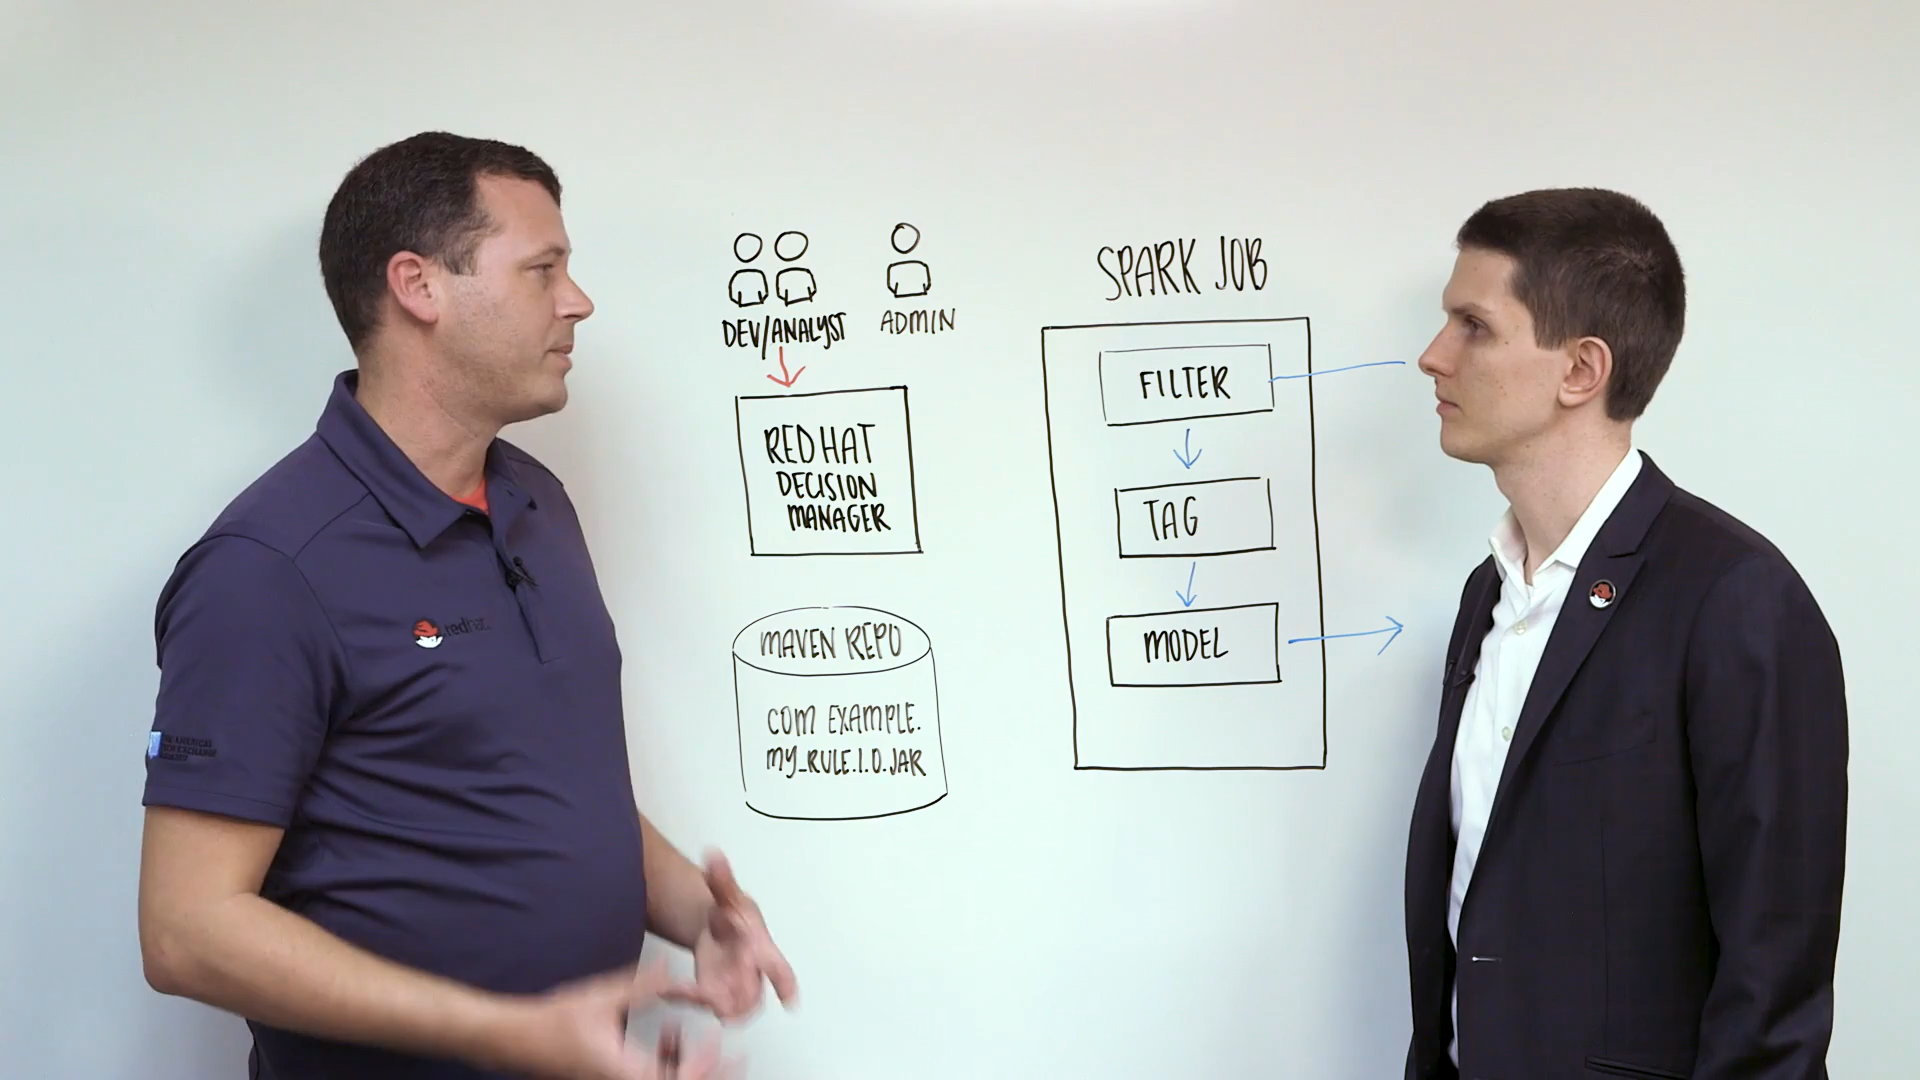 DEV/ANALYST
ADMIN
RED HAT
DECISION
MANAGER
MAVEN REPO
COM EXAMPLE.
MY_RULE.1.0.JAR
SPARK JOB
FILTER
TAG
MODEL
redhat